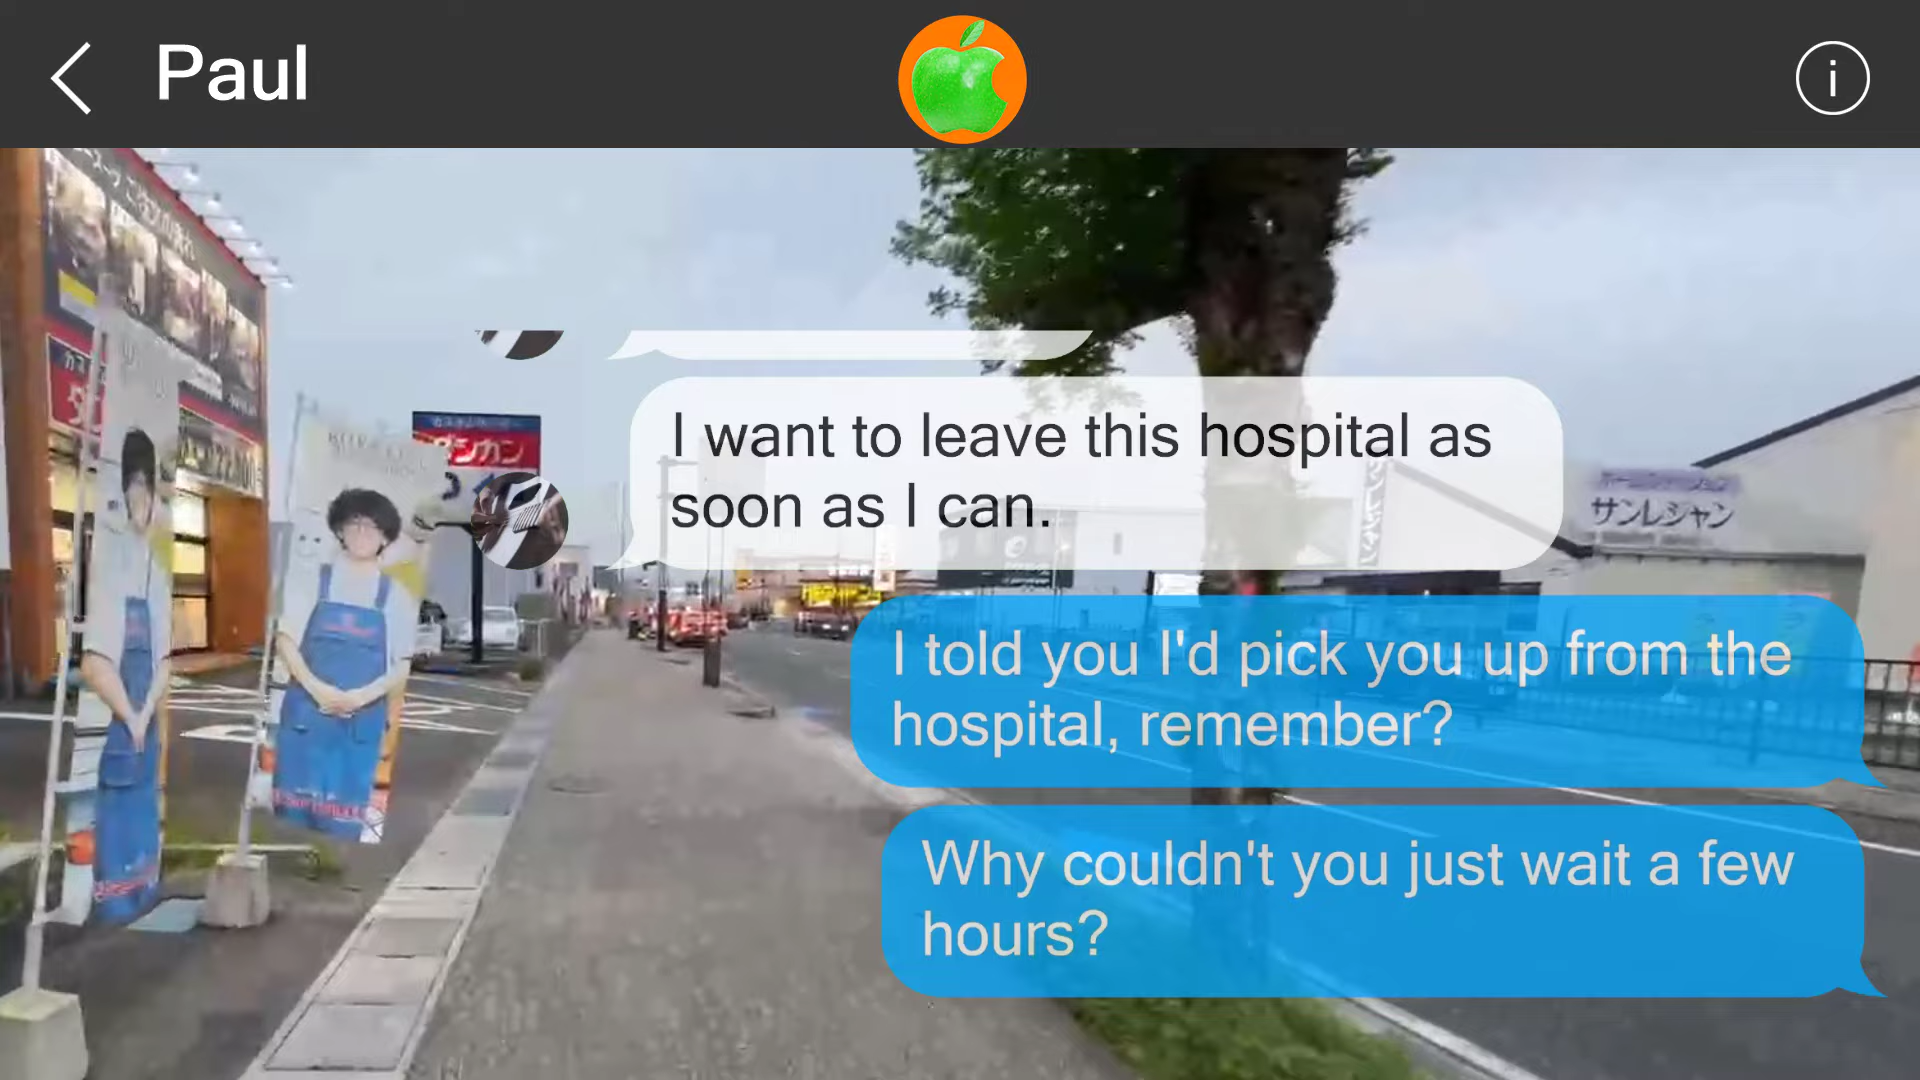 Paul
I want to leave this hospital as
soon as I can.
サンレジャン
I told you I'd pick you up from the
hospital, remember?
Why couldn't you just wait a few
hours?